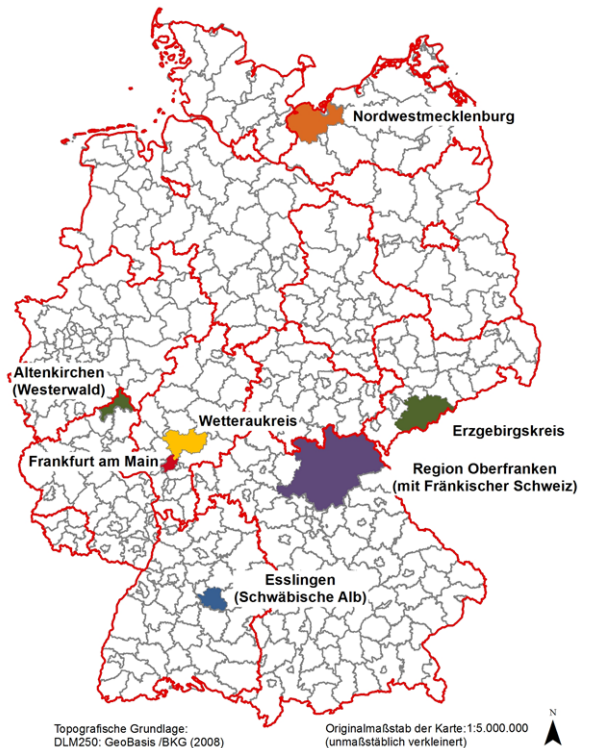 Nordwestmecklenburg
Altenkirchen
(Westerwald)
Wetteraukreis
Erzgebirgskreis
Frankfurt am Main
Region Oberfranken
(mit Fränkischer Schweiz)
Esslingen
(Schwäbische Alb)
Topografische Grundlage:
DLM250; GeoBasis /BKG (2008)
Originalmaßstab der Karte:1:5.000.000
(unmaßstäblich verkleinert)
N